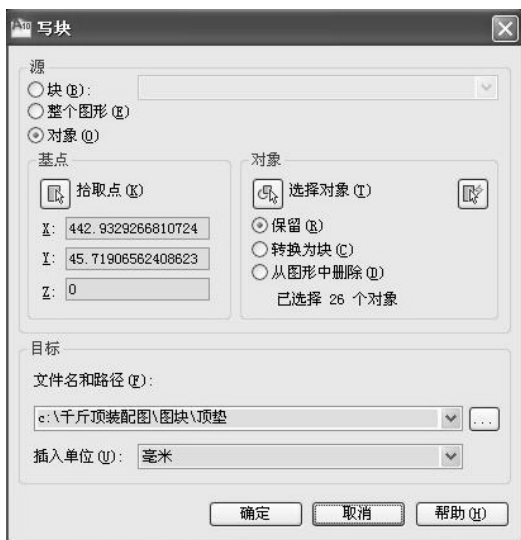 写块
源
块(B):
整个图形(E)
对象(O)
基点
拾取点(K)
X: 442.9329266810724
Y: 45.71906562408623
Z: 0
对象
选择对象(T)
保留(R)
转换为块(C)
从图形中删除(D)
已选择 26 个对象
目标
文件名和路径(F):
c:\千斤顶装配图\图块\顶垫
...
插入单位(U): 毫米
确定 取消 帮助(H)